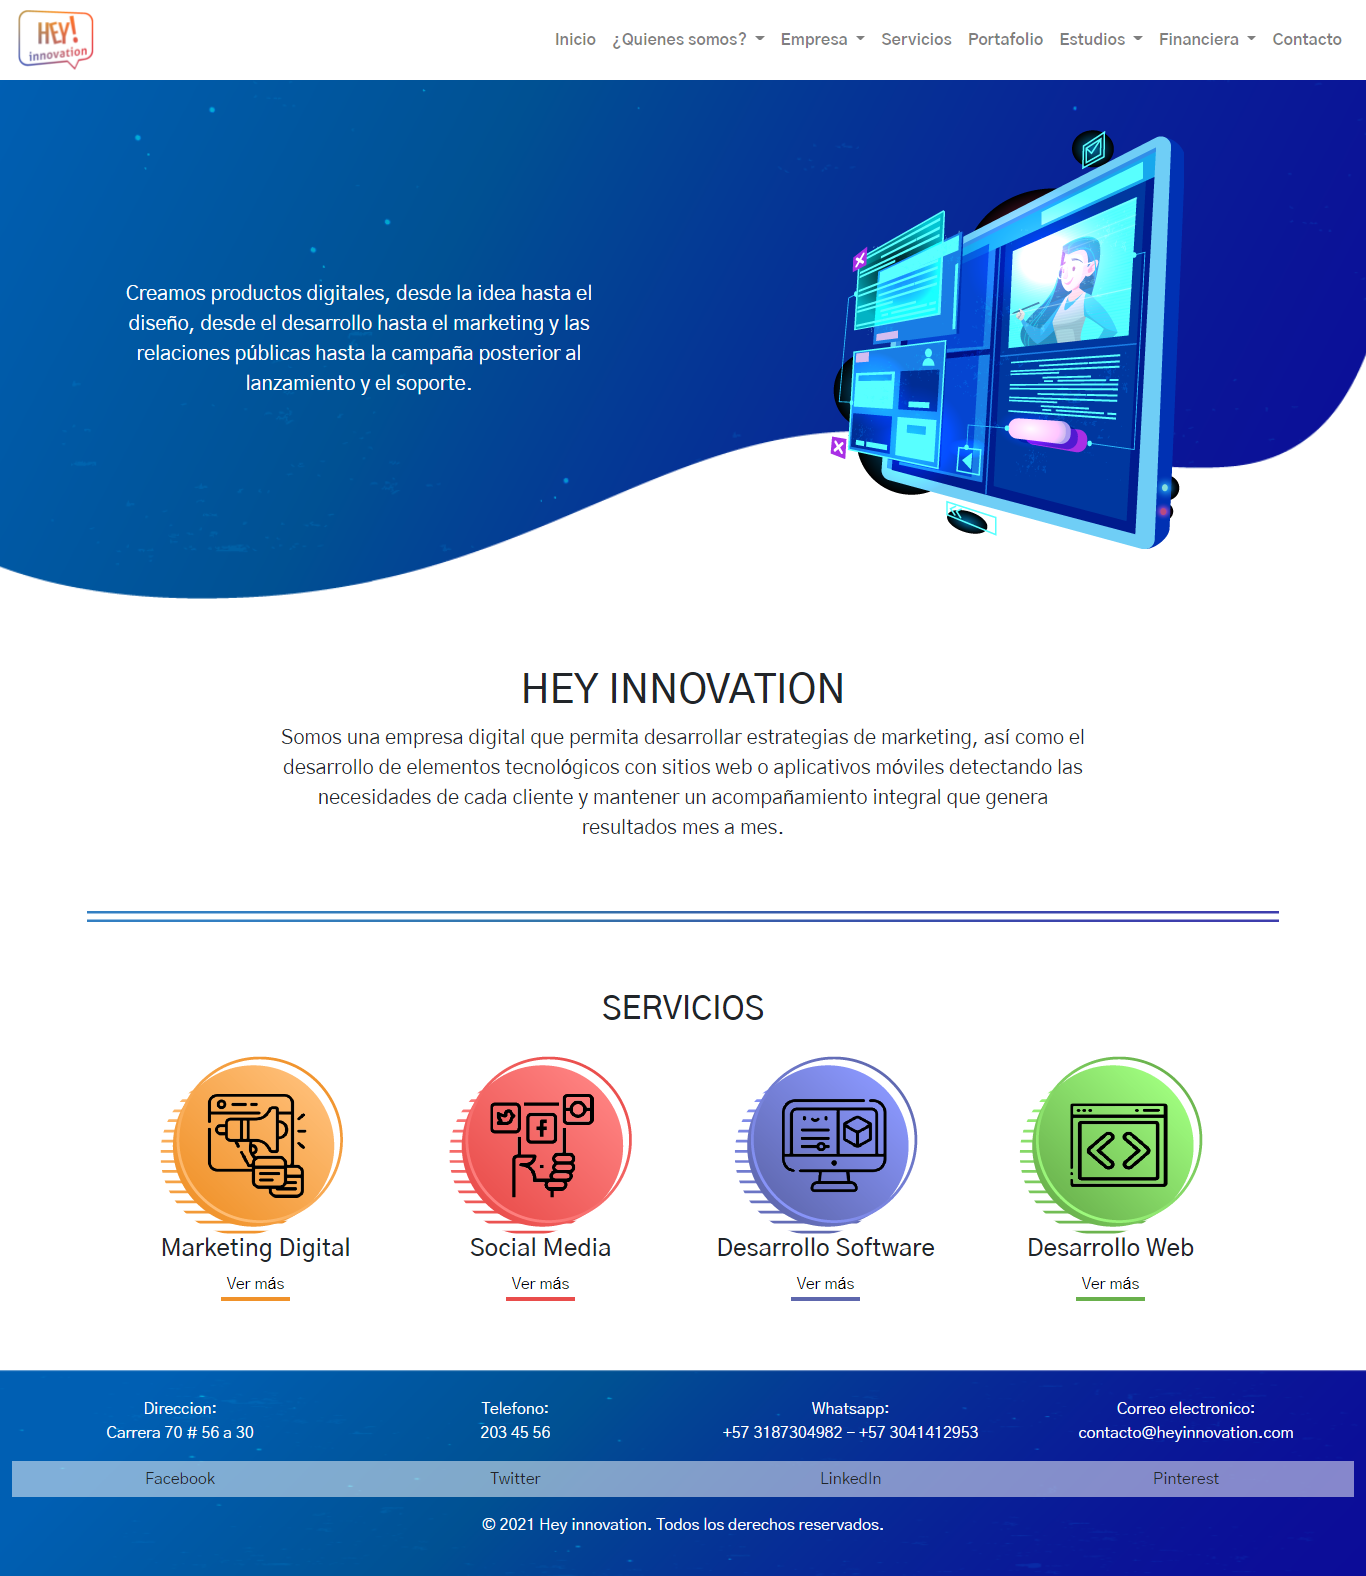 HEY!
innovation
Inicio ¿Quienes somos? Empresa Servicios Portafolio Estudios Financiera Contacto
Creamos productos digitales, desde la idea hasta el
diseño, desde el desarrollo hasta el marketing y las
relaciones públicas hasta la campaña posterior al
lanzamiento y el soporte.
HEY INNOVATION
Somos una empresa digital que permita desarrollar estrategias de marketing, así como el
desarrollo de elementos tecnológicos con sitios web o aplicativos móviles detectando las
necesidades de cada cliente y mantener un acompañamiento integral que genera
resultados mes a mes.
SERVICIOS
Marketing Digital
Ver más
Social Media
Ver más
Desarrollo Software
Ver más
Desarrollo Web
Ver más
Direccion:
Carrera 70 # 56 a 30
Telefono:
203 45 56
Whatsapp:
+57 3187304982 - +57 3041412953
Correo electronico:
contacto@heyinnovation.com
Facebook Twitter LinkedIn Pinterest
© 2021 Hey innovation. Todos los derechos reservados.